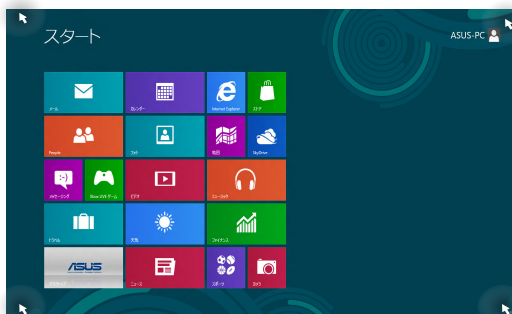 スタート
ASUS-PC
メール
カレンダー
Internet Explorer
ストア
People
フォト
地図
SkyDrive
メッセージング
Xbox LIVE ゲーム
ビデオ
ミュージック
トラベル
天気
ファイナンス
ASUS
ニュース
スポーツ
カメラ